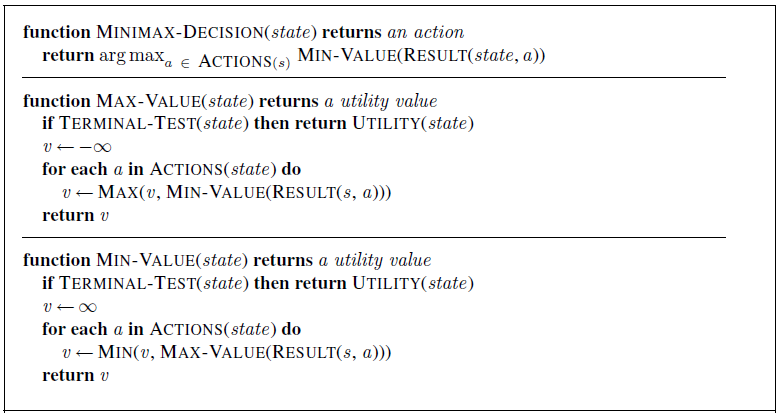 function MINIMAX-DECISION(state) returns an action
return arg max a ∈ ACTIONS(s) MIN-VALUE(RESULT(state, a))
function MAX-VALUE(state) returns a utility value
if TERMINAL-TEST(state) then return UTILITY(state)
v ← −∞
for each a in ACTIONS(state) do
v ← MAX(v, MIN-VALUE(RESULT(s, a)))
return v
function MIN-VALUE(state) returns a utility value
if TERMINAL-TEST(state) then return UTILITY(state)
v ← ∞
for each a in ACTIONS(state) do
v ← MIN(v, MAX-VALUE(RESULT(s, a)))
return v